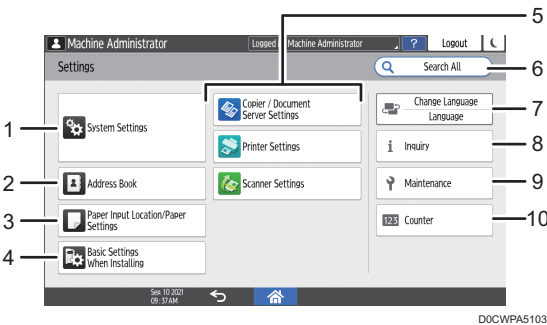 5
Machine Administrator
Logged in Machine Administrator
?
Logout
Settings
Search All
6
1
System Settings
Copier / Document
Server Settings
Change Language
Language
7
Printer Settings
i Inquiry
8
2
Address Book
Scanner Settings
Maintenance
9
3
Paper Input Location/Paper
Settings
123 Counter
10
4
Basic Settings
When Installing
Sep. 10 2021
09:37AM
D0CWPA5103